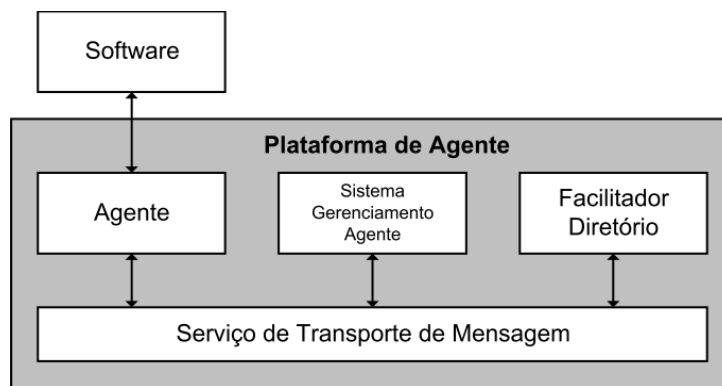 Software
Plataforma de Agente
Agente
Sistema
Gerenciamento
Agente
Facilitador
Diretório
Serviço de Transporte de Mensagem